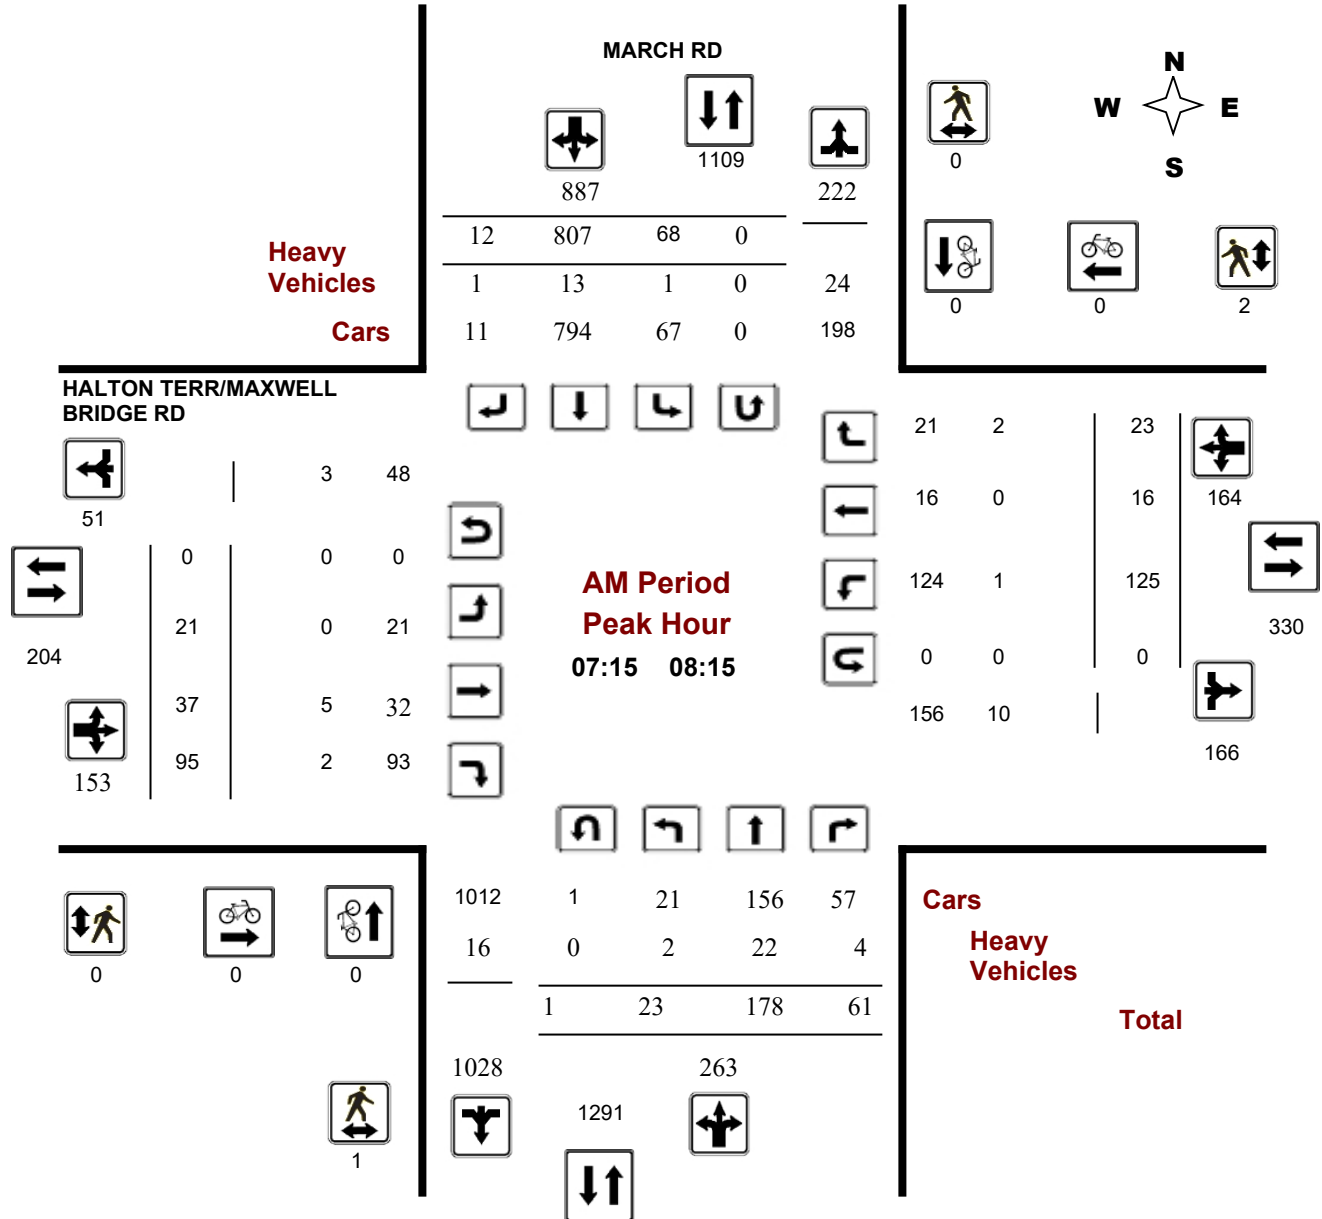 MARCH RD
N
W E
S
1109
0
887 222
12 807 68 0
Heavy
Vehicles 1 13 1 0 24
Cars 11 794 67 0 198
0 0 2
HALTON TERR/MAXWELL
BRIDGE RD
21 2 23
3 48
16 0 16 164
51
0 0 0
AM Period
124 1 125
Peak Hour
21 0 21
330
204
07:15 08:15
0 0 0
37 5 32
156 10
166
95 2 93
153
1012 1 21 156 57 Cars
16 0 2 22 4 Heavy
Vehicles
0 0 0
1 23 178 61 Total
1028 263
1291
1